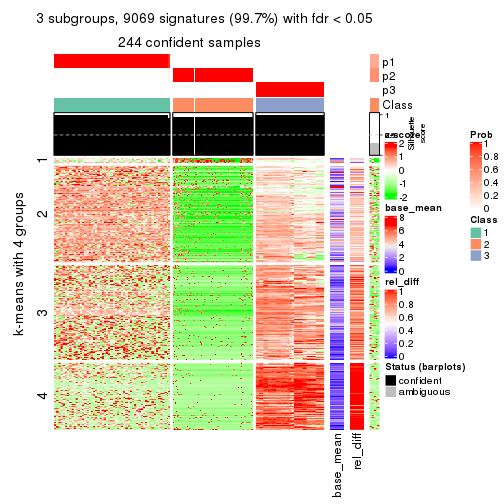 3 subgroups, 9069 signatures (99.7%) with fdr < 0.05
244 confident samples
p1
p2
p3
Class
1
Silhouette
score
k-means with 4 groups
1
2
3
4
z-score
2
1
0
-1
-2
base_mean
8
6
4
2
0
rel_diff
1
0.8
0.6
0.4
0.2
0
Status (barplots)
confident
ambiguous
Prob
1
0.8
0.6
0.4
0.2
0
Class
1
2
3
base_mean
rel_diff